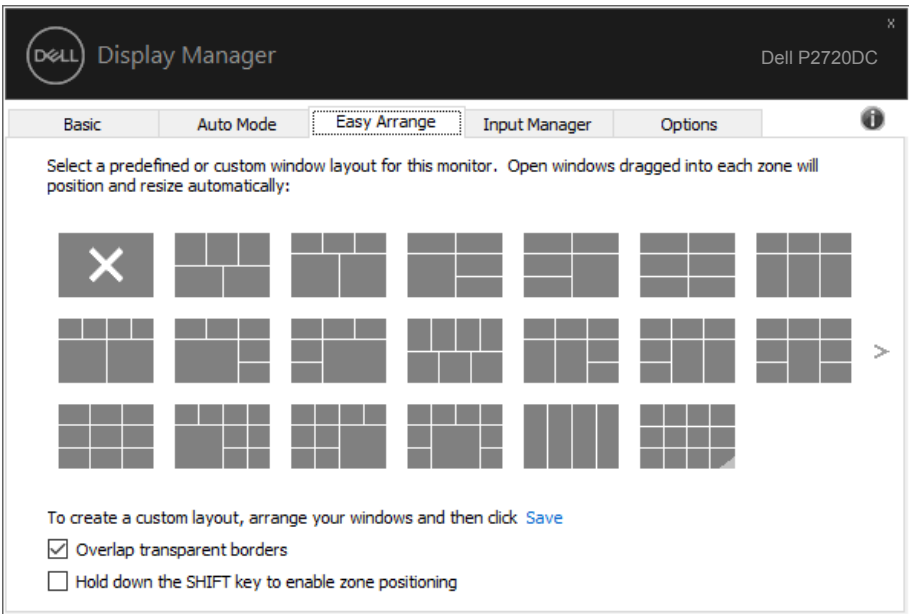 DELL Display Manager
x
Dell P2720DC
Basic Auto Mode Easy Arrange Input Manager Options
Select a predefined or custom window layout for this monitor. Open windows dragged into each zone will
position and resize automatically:
>
To create a custom layout, arrange your windows and then click Save
Overlap transparent borders
Hold down the SHIFT key to enable zone positioning